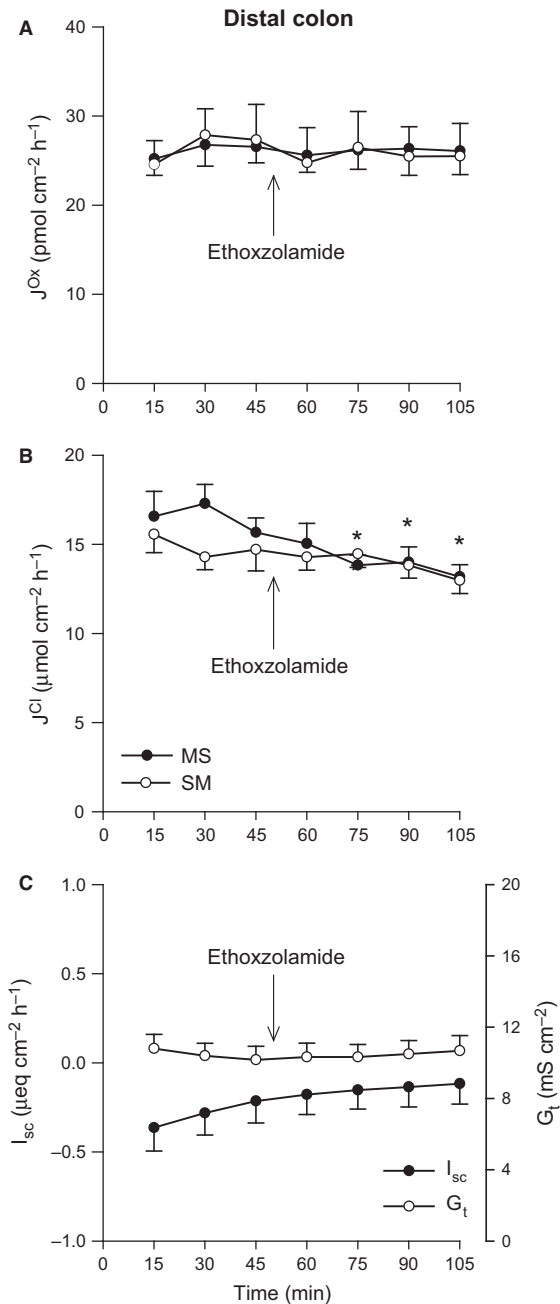 Distal colon
A
40
30
20
10
0
J^Ox (pmol cm⁻² h⁻¹)
Ethoxzolamide
0 15 30 45 60 75 90 105
B
20
15
10
5
0
J^Cl (µmol cm⁻² h⁻¹)
* * *
Ethoxzolamide
MS
SM
0 15 30 45 60 75 90 105
C
1.0
0.5
0.0
−0.5
−1.0
I_sc (µeq cm⁻² h⁻¹)
Ethoxzolamide
I_sc
G_t
20
16
12
8
4
0
G_t (mS cm⁻²)
0 15 30 45 60 75 90 105
Time (min)